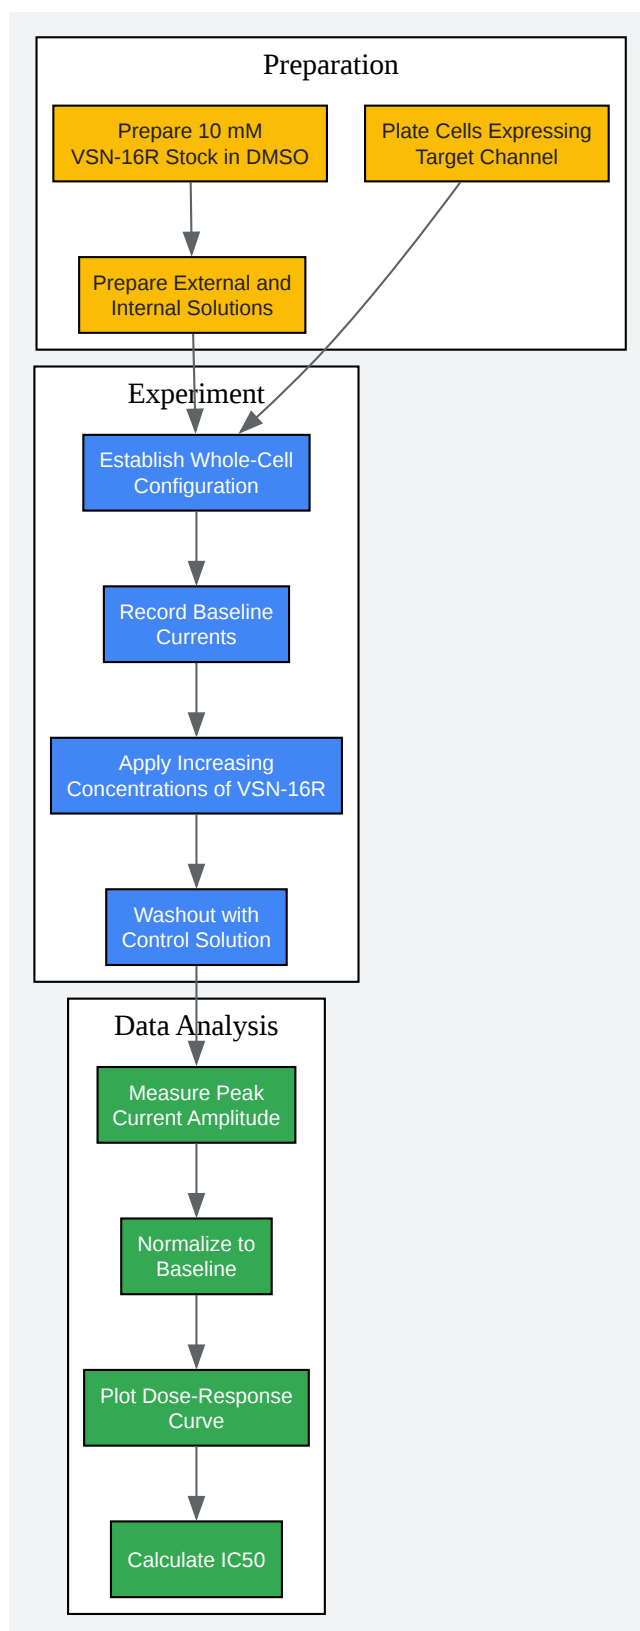 Preparation
Prepare 10 mM
VSN-16R Stock in DMSO
Plate Cells Expressing
Target Channel
Prepare External and
Internal Solutions
Experiment
Establish Whole-Cell
Configuration
Record Baseline
Currents
Apply Increasing
Concentrations of VSN-16R
Washout with
Control Solution
Data Analysis
Measure Peak
Current Amplitude
Normalize to
Baseline
Plot Dose-Response
Curve
Calculate IC50